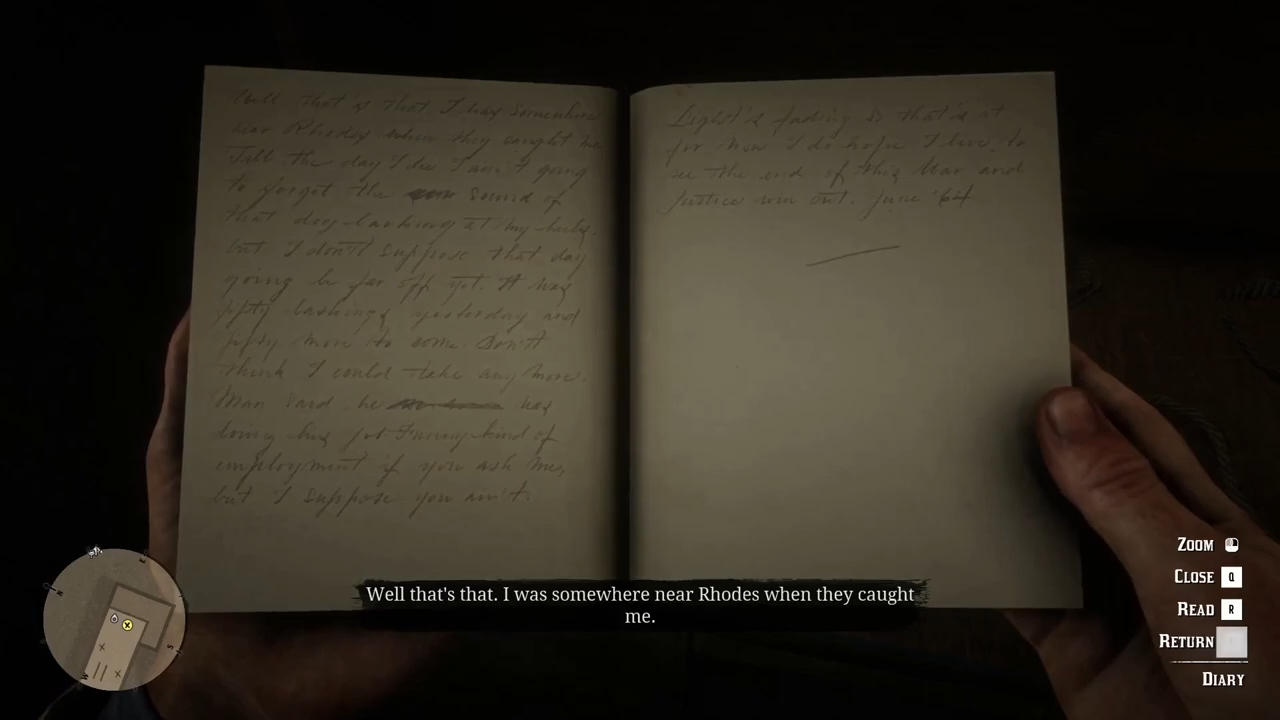 Well that's that I was somewhere
near Rhodes when they caught me
Till the day I die I ain't going
to forget the sound of
that dog barking at my heels.
but I don't suppose that day
going be far off yet. It was
fifty lashings yesterday and
fifty more to come. Don't
think I could take any more.
Man said he was
doing his job Funny kind of
employment if you ask me,
but I suppose you ain't.
Light's fading so that's it
for now I do hope I live to
see the end of this War and
Justice win out. June '64
Well that's that. I was somewhere near Rhodes when they caught
me.
ZOOM
CLOSE Q
READ R
RETURN
DIARY